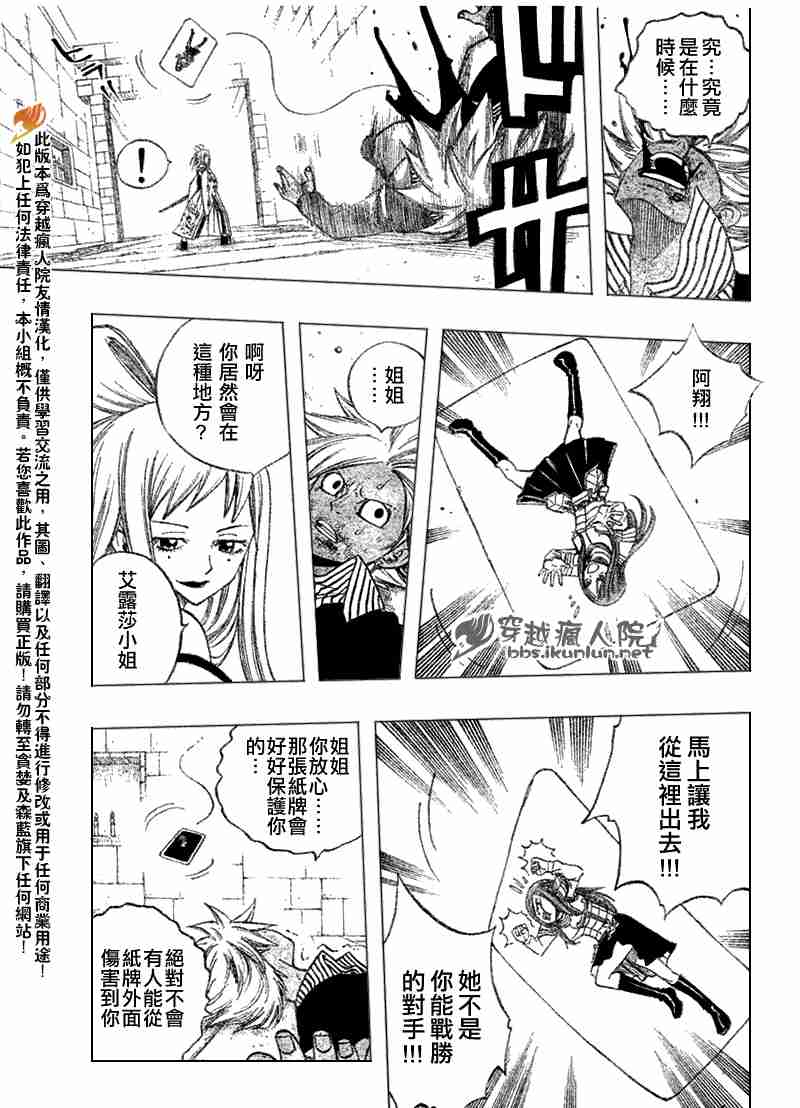 究…究竟
是在什麼
時候……
!
阿翔!!!
姐姐
……
啊呀
你居然會在
這種地方?
艾露莎小姐
穿越瘋人院
bbs.ikunlun.net
馬上讓我
從這裡出去!!!
她不是
你能戰勝
的對手!!!
姐姐
你放心……
那張紙牌會
好好保護你
的…
絕對不會
有人能從
紙牌外面
傷害到你
此版本爲穿越瘋人院友情漢化,僅供學習交流之用,其圖、翻譯以及任何部分不得進行修改或用于任何商業用途!
如犯上任何法律責任,本小組概不負責。若您喜歡此作品,請購買正版!請勿轉至貪婪及森藍旗下任何網站!